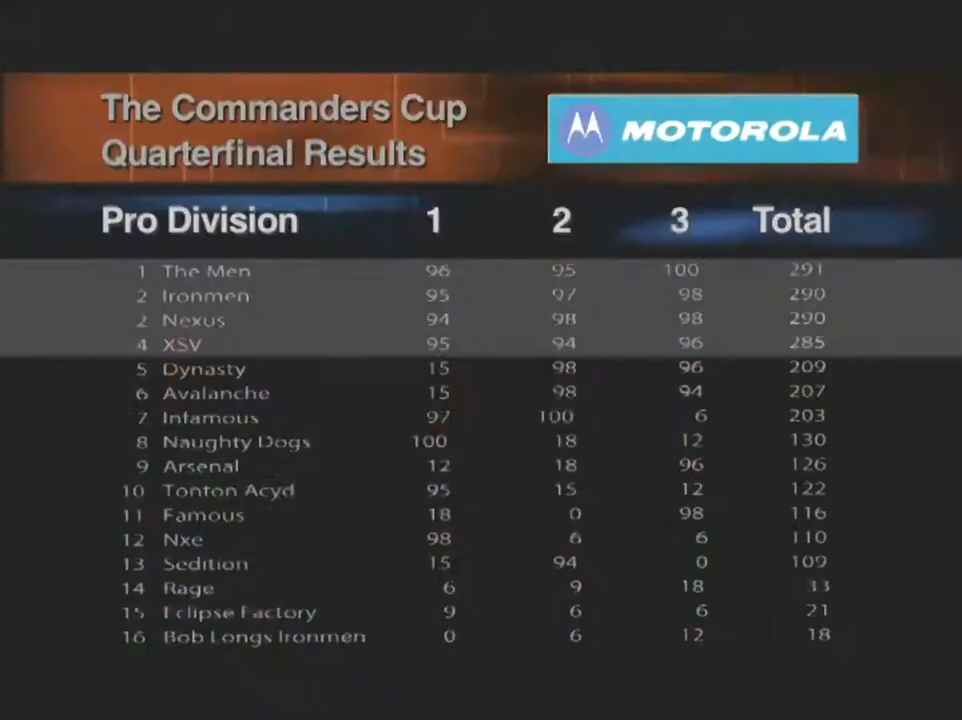 The Commanders Cup
Quarterfinal Results
MOTOROLA
Pro Division 1 2 3 Total
1 The Men 96 95 100 291
2 Ironmen 95 97 98 290
2 Nexus 94 98 98 290
4 XSV 95 94 96 285
5 Dynasty 15 98 96 209
6 Avalanche 15 98 94 207
7 Infamous 97 100 6 203
8 Naughty Dogs 100 18 12 130
9 Arsenal 12 18 96 126
10 Tonton Acyd 95 15 12 122
11 Famous 18 0 98 116
12 Nxe 98 6 6 110
13 Sedition 15 94 0 109
14 Rage 6 9 18 33
15 Eclipse Factory 9 6 6 21
16 Bob Longs Ironmen 0 6 12 18